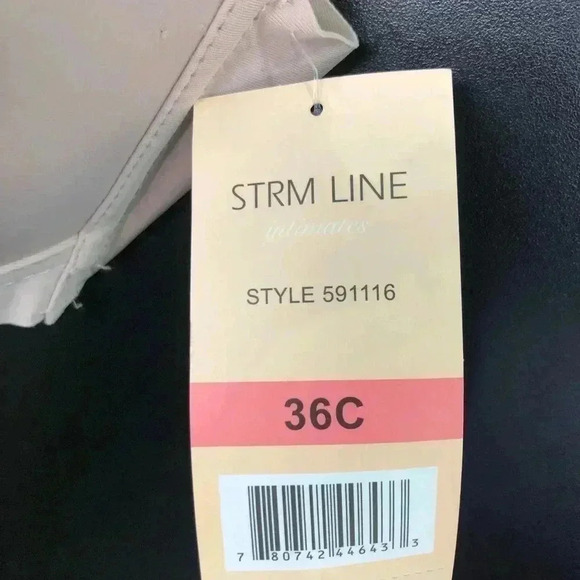 STRM LINE
intimates
STYLE 591116
36C
7 80742 44643 3